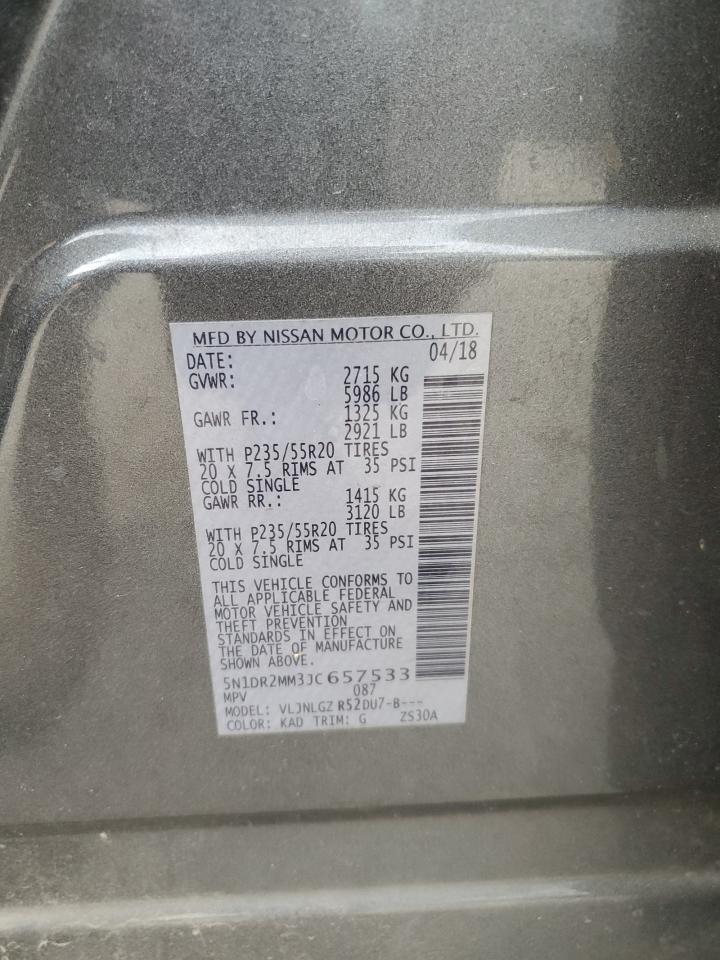 MFD BY NISSAN MOTOR CO., LTD.
DATE: 04/18
GVWR: 2715 KG
5986 LB
GAWR FR.: 1325 KG
2921 LB
WITH P235/55R20 TIRES
20 X 7.5 RIMS AT 35 PSI
COLD SINGLE
GAWR RR.: 1415 KG
3120 LB
WITH P235/55R20 TIRES
20 X 7.5 RIMS AT 35 PSI
COLD SINGLE
THIS VEHICLE CONFORMS TO
ALL APPLICABLE FEDERAL
MOTOR VEHICLE SAFETY AND
THEFT PREVENTION
STANDARDS IN EFFECT ON
THE DATE OF MANUFACTURE
SHOWN ABOVE.
5N1DR2MM3JC657533
MPV 087
MODEL: VLJNLGZ R52DU7-B---
COLOR: KAD TRIM: G ZS30A